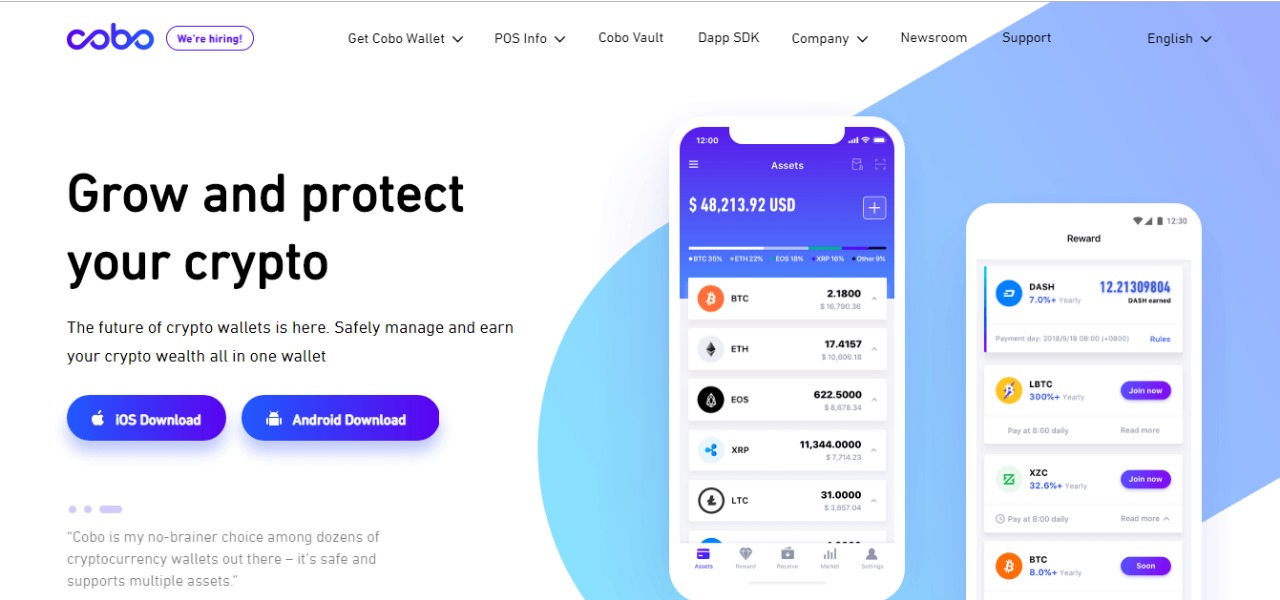 cobo
We're hiring!
Get Cobo Wallet
POS Info
Cobo Vault
Dapp SDK
Company
Newsroom
Support
English
Grow and protect
your crypto
The future of crypto wallets is here. Safely manage and earn
your crypto wealth all in one wallet
iOS Download
Android Download
“Cobo is my no-brainer choice among dozens of
cryptocurrency wallets out there – it’s safe and
supports multiple assets.”
12:00
Assets
$ 48,213.92 USD
BTC 35% ETH 22% EOS 18% XRP 16% Other 9%
BTC 2.1800
$ 16,790.36
ETH 17.4157
$ 10,606.18
EOS 622.5000
$ 8,678.34
XRP 11,344.0000
$ 7,714.23
LTC 31.0000
$ 3,857.04
Assets Reward Receive Market Settings
12:30
Reward
DASH 12.21309804
7.0%+ Yearly DASH earned
Payment day: 2018/9/18 08:00 (+0800) Rules
LBTC
300%+ Yearly
Join now
Pay at 8:00 daily Read more
XZC
32.6%+ Yearly
Join now
Pay at 8:00 daily Read more
BTC
8.0%+ Yearly
Soon